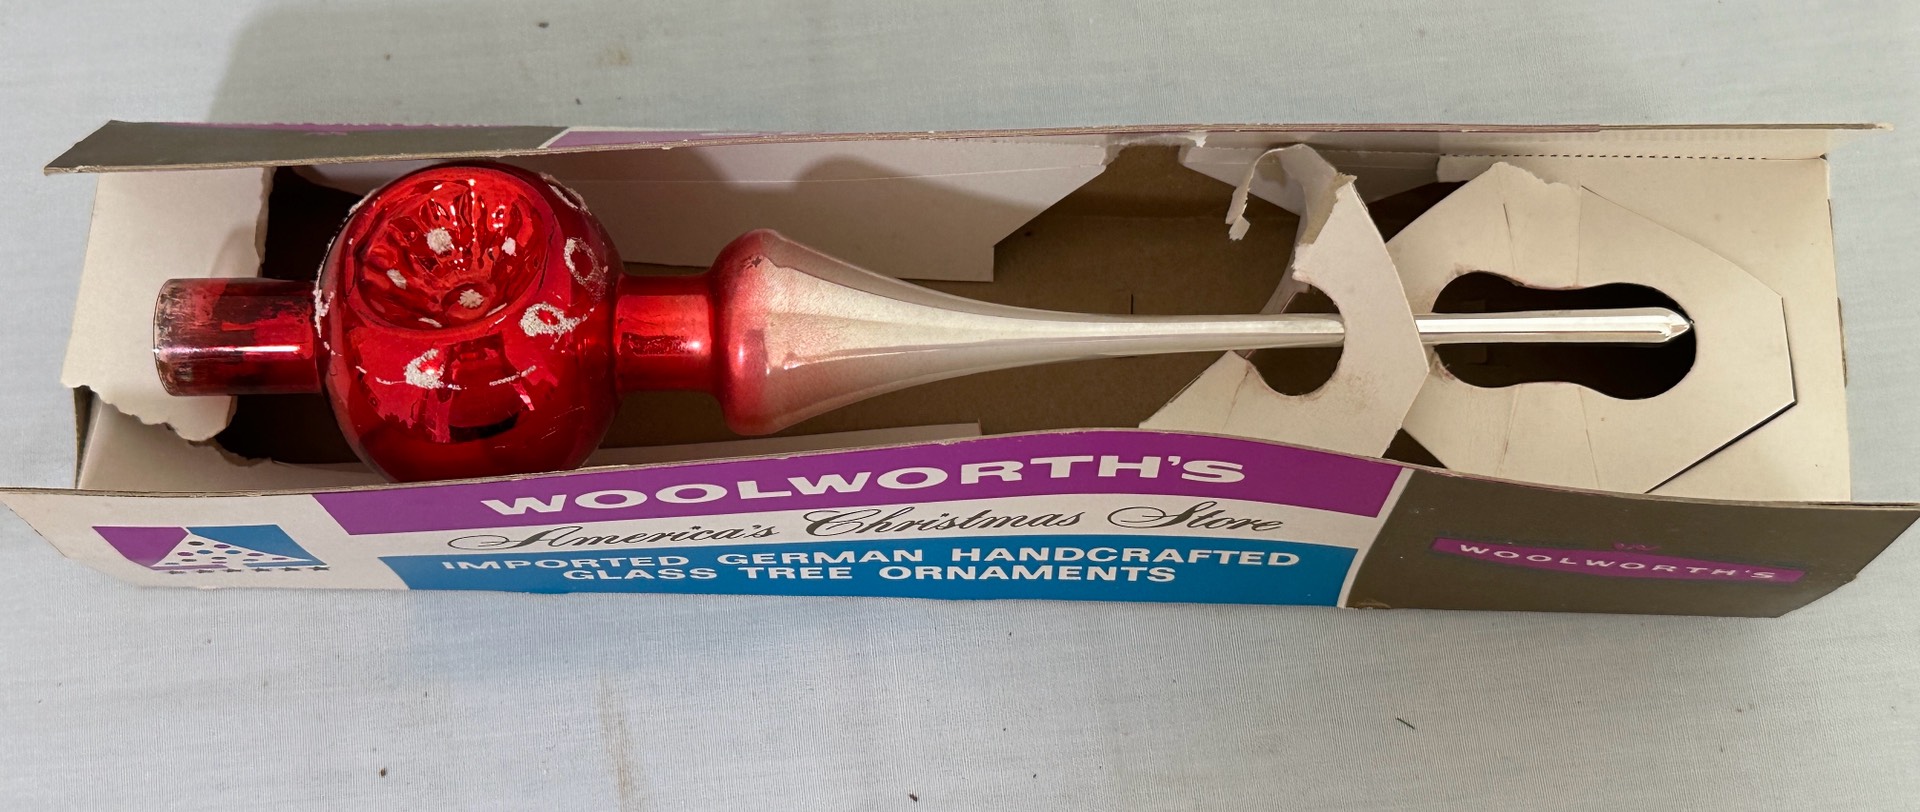 WOOLWORTH'S
America's Christmas Store
IMPORTED GERMAN HANDCRAFTED
GLASS TREE ORNAMENTS
WOOLWORTH'S